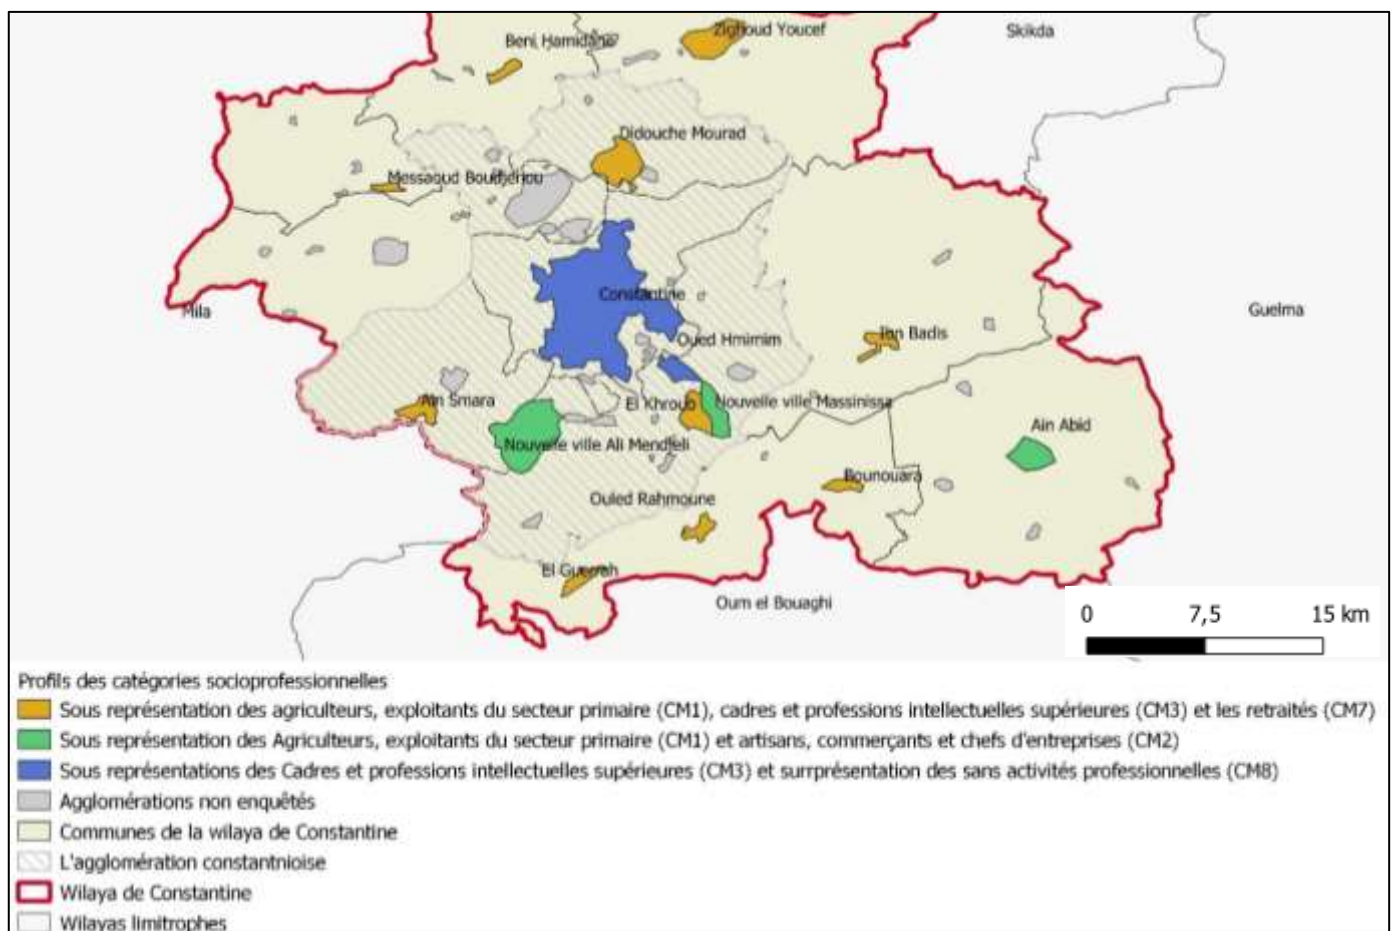 Zighoud Youcef
Skikda
Beni Hamidane
Didouche Mourad
Messaoud Boudjeriou
Constantine
Mila
Guelma
Ibn Badis
Oued Hmimim
Ain Smara
El Khroub
Nouvelle ville Massinissa
Ain Abid
Nouvelle ville Ali Mendjeli
Bounouara
Ouled Rahmoune
El Guerrah
Oum el Bouaghi
0 7,5 15 km
Profils des catégories socioprofessionnelles
Sous représentation des agriculteurs, exploitants du secteur primaire (CM1), cadres et professions intellectuelles supérieures (CM3) et les retraités (CM7)
Sous représentation des Agriculteurs, exploitants du secteur primaire (CM1) et artisans, commerçants et chefs d'entreprises (CM2)
Sous représentations des Cadres et professions intellectuelles supérieures (CM3) et surrprésentation des sans activités professionnelles (CM8)
Agglomérations non enquêtés
Communes de la wilaya de Constantine
L'agglomération constantnioise
Wilaya de Constantine
Wilayas limitrophes